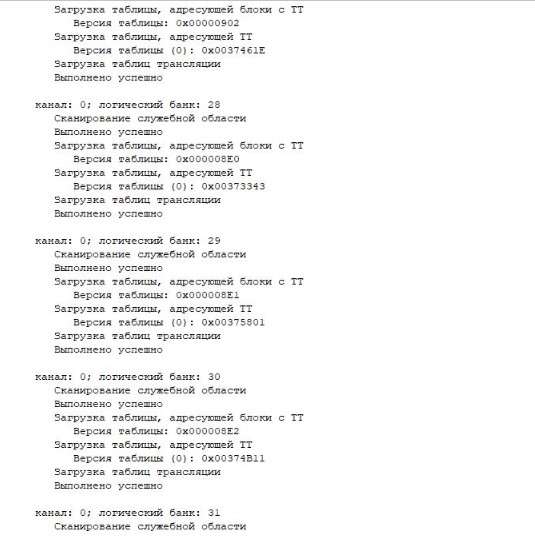 Загрузка таблицы, адресующей блоки с ТТ
Версия таблицы: 0x00000902
Загрузка таблицы, адресующей ТТ
Версия таблицы (0): 0x0037461E
Загрузка таблиц трансляции
Выполнено успешно
канал: 0; логический банк: 28
Сканирование служебной области
Выполнено успешно
Загрузка таблицы, адресующей блоки с ТТ
Версия таблицы: 0x000008E0
Загрузка таблицы, адресующей ТТ
Версия таблицы (0): 0x00373343
Загрузка таблиц трансляции
Выполнено успешно
канал: 0; логический банк: 29
Сканирование служебной области
Выполнено успешно
Загрузка таблицы, адресующей блоки с ТТ
Версия таблицы: 0x000008E1
Загрузка таблицы, адресующей ТТ
Версия таблицы (0): 0x00375801
Загрузка таблиц трансляции
Выполнено успешно
канал: 0; логический банк: 30
Сканирование служебной области
Выполнено успешно
Загрузка таблицы, адресующей блоки с ТТ
Версия таблицы: 0x000008E2
Загрузка таблицы, адресующей ТТ
Версия таблицы (0): 0x00374B11
Загрузка таблиц трансляции
Выполнено успешно
канал: 0; логический банк: 31
Сканирование служебной области